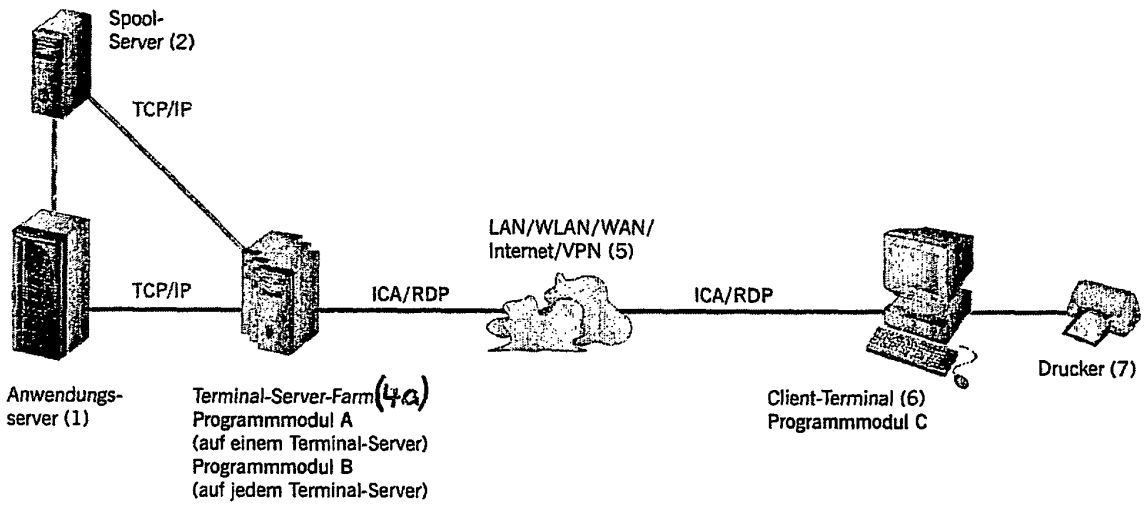 Spool-
Server (2)
TCP/IP
LAN/WLAN/WAN/
Internet/VPN (5)
TCP/IP
ICA/RDP
ICA/RDP
Anwendungs-
server (1)
Terminal-Server-Farm (4a)
Programmmodul A
(auf einem Terminal-Server)
Programmmodul B
(auf jedem Terminal-Server)
Client-Terminal (6)
Programmmodul C
Drucker (7)